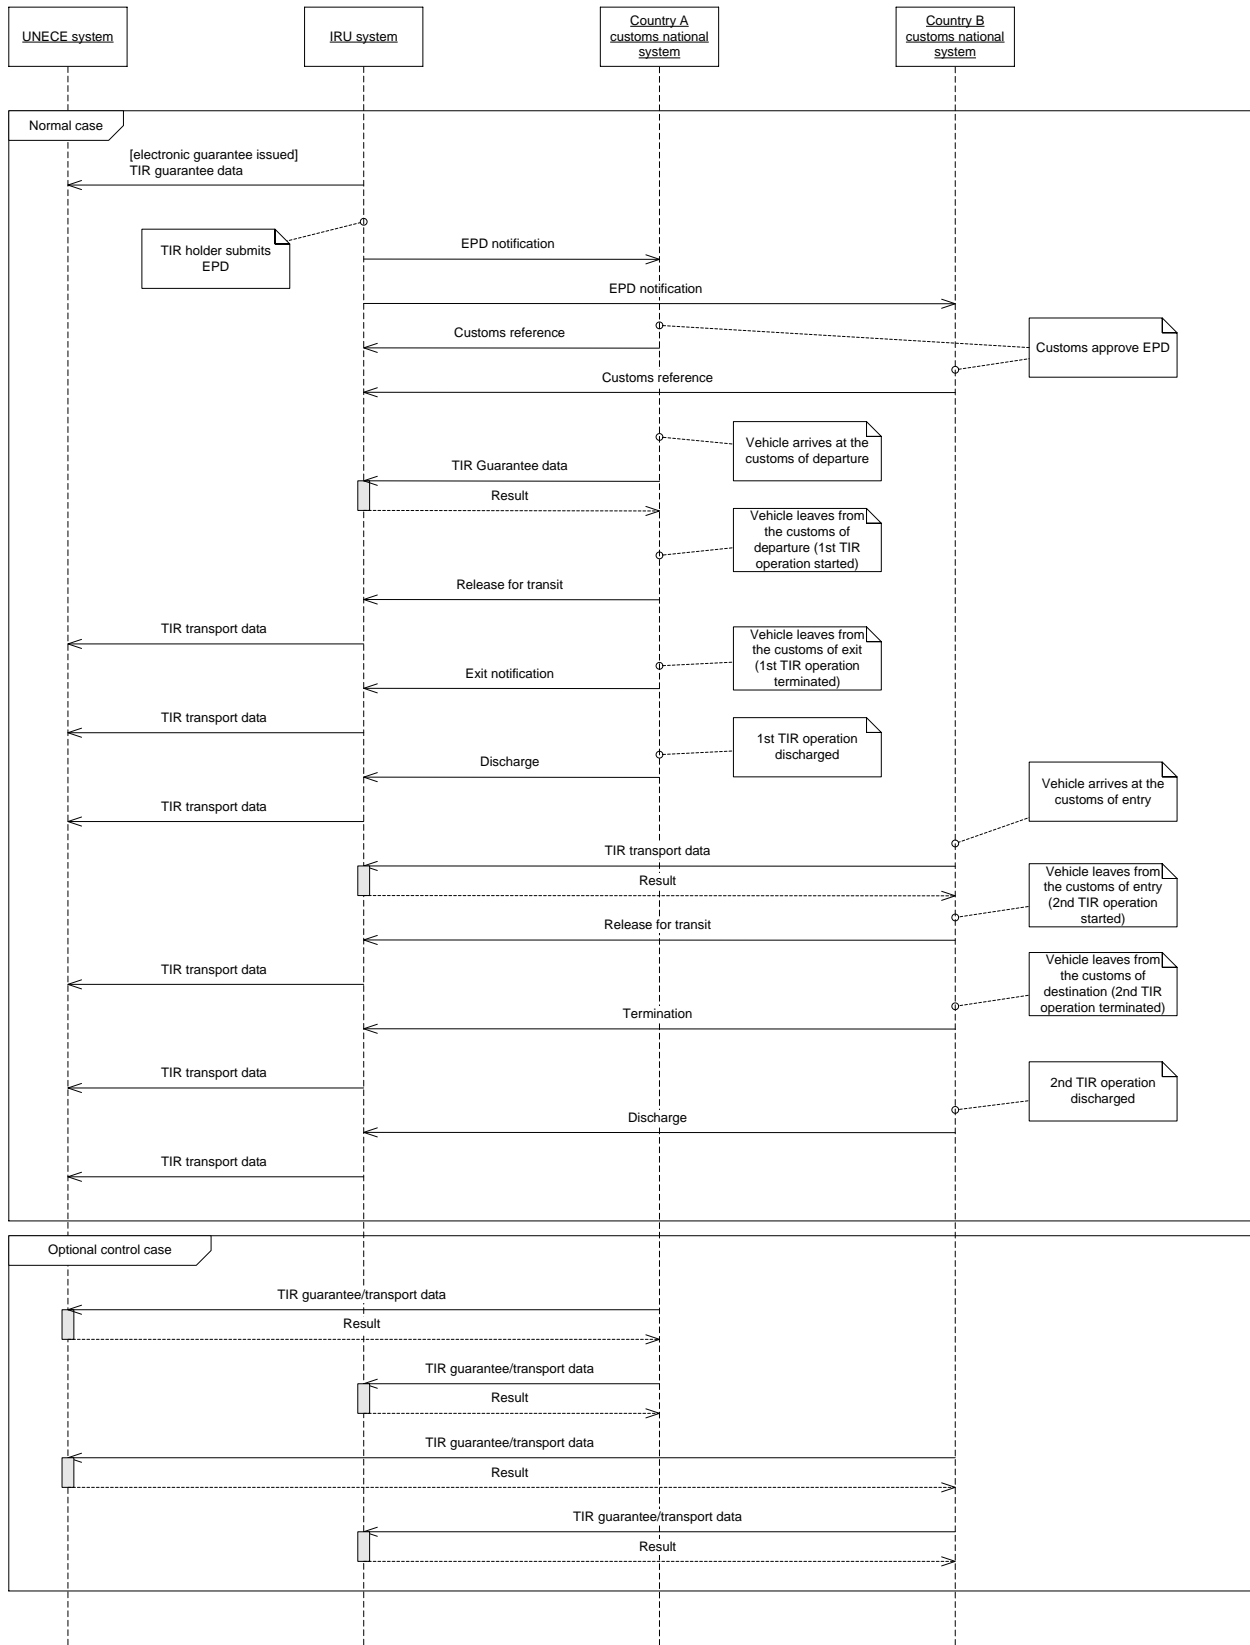 UNECE system
IRU system
Country A
customs national
system
Country B
customs national
system
Normal case
[electronic guarantee issued]
TIR guarantee data
TIR holder submits
EPD
EPD notification
EPD notification
Customs reference
Customs approve EPD
Customs reference
Vehicle arrives at the
customs of departure
TIR Guarantee data
Result
Vehicle leaves from
the customs of
departure (1st TIR
operation started)
Release for transit
TIR transport data
Vehicle leaves from
the customs of exit
(1st TIR operation
terminated)
Exit notification
TIR transport data
1st TIR operation
discharged
Discharge
Vehicle arrives at the
customs of entry
TIR transport data
TIR transport data
Result
Vehicle leaves from
the customs of entry
(2nd TIR operation
started)
Release for transit
TIR transport data
Vehicle leaves from
the customs of
destination (2nd TIR
operation terminated)
Termination
TIR transport data
2nd TIR operation
discharged
Discharge
TIR transport data
Optional control case
TIR guarantee/transport data
Result
TIR guarantee/transport data
Result
TIR guarantee/transport data
Result
TIR guarantee/transport data
Result